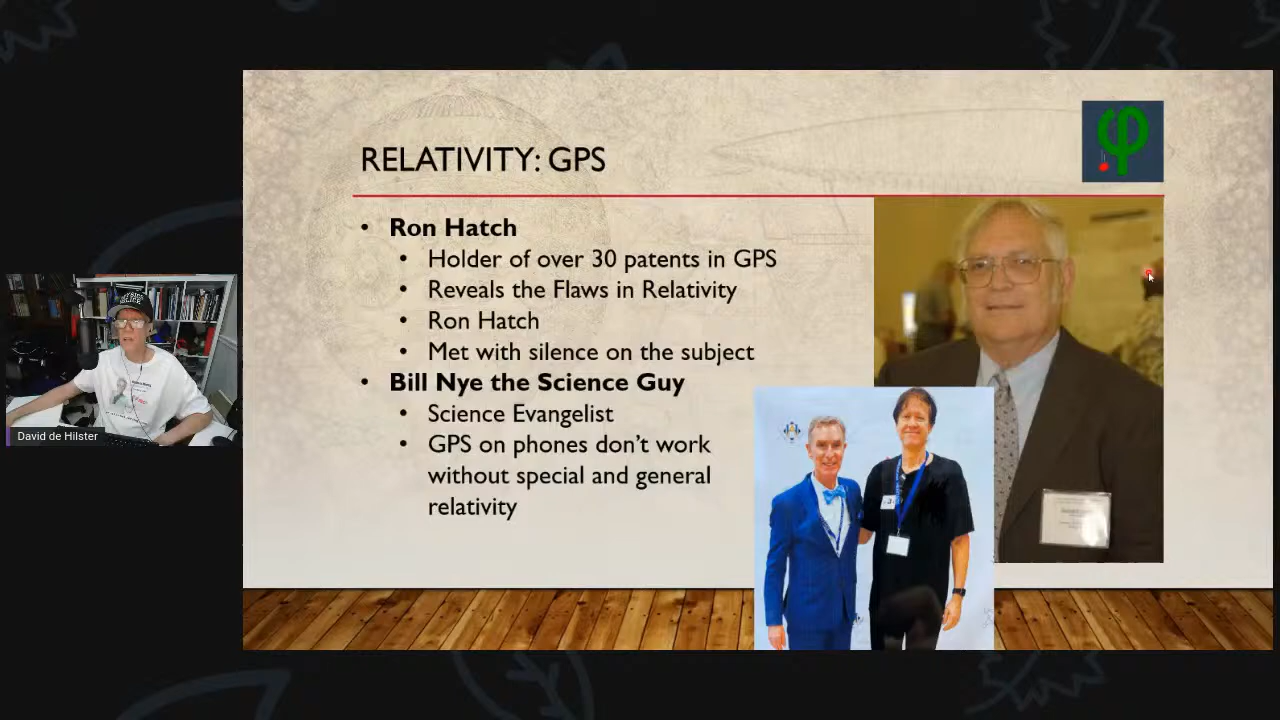 RELATIVITY: GPS
φ
• Ron Hatch
• Holder of over 30 patents in GPS
• Reveals the Flaws in Relativity
• Ron Hatch
• Met with silence on the subject
• Bill Nye the Science Guy
• Science Evangelist
• GPS on phones don't work
without special and general
relativity
David de Hilster